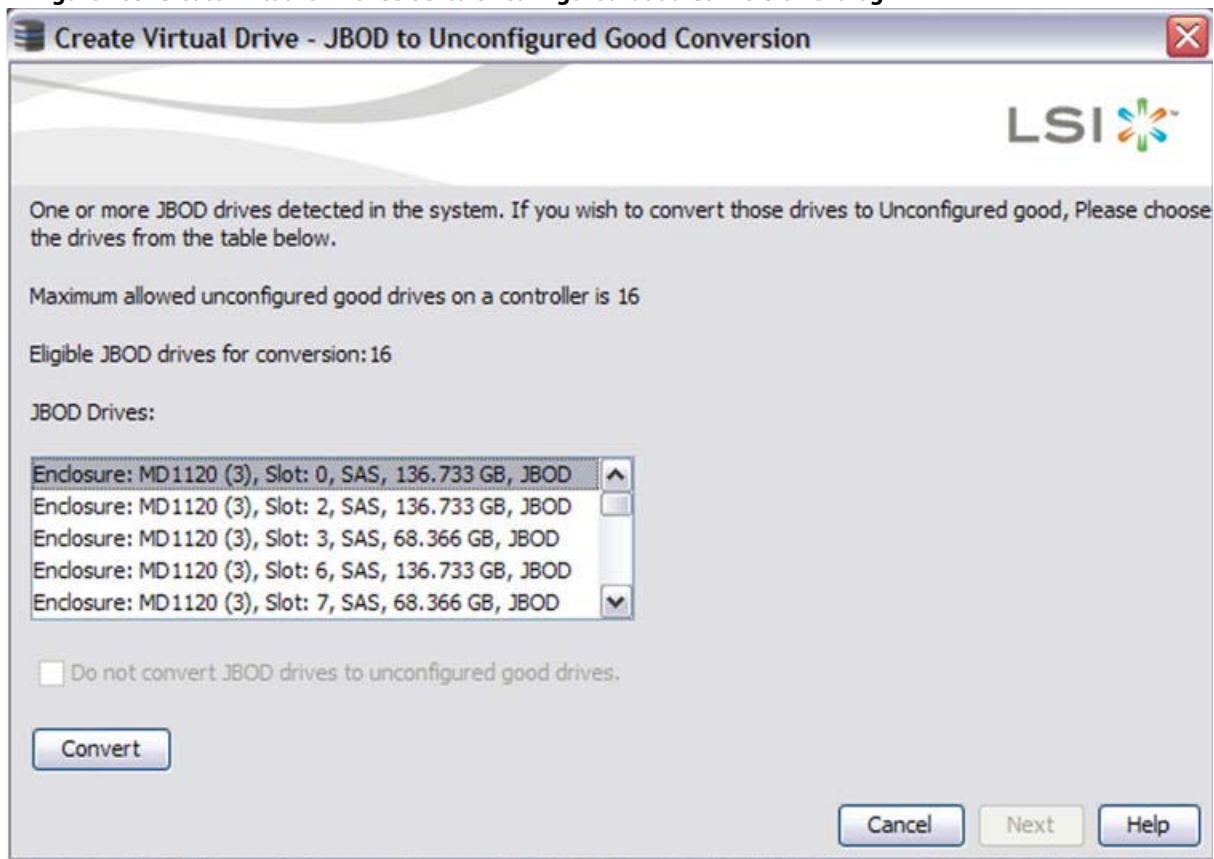 Create Virtual Drive - JBOD to Unconfigured Good Conversion
LSI
One or more JBOD drives detected in the system. If you wish to convert those drives to Unconfigured good, Please choose
the drives from the table below.
Maximum allowed unconfigured good drives on a controller is 16
Eligible JBOD drives for conversion:16
JBOD Drives:
Enclosure: MD1120 (3), Slot: 0, SAS, 136.733 GB, JBOD
Enclosure: MD1120 (3), Slot: 2, SAS, 136.733 GB, JBOD
Enclosure: MD1120 (3), Slot: 3, SAS, 68.366 GB, JBOD
Enclosure: MD1120 (3), Slot: 6, SAS, 136.733 GB, JBOD
Enclosure: MD1120 (3), Slot: 7, SAS, 68.366 GB, JBOD
Do not convert JBOD drives to unconfigured good drives.
Convert
Cancel
Next
Help